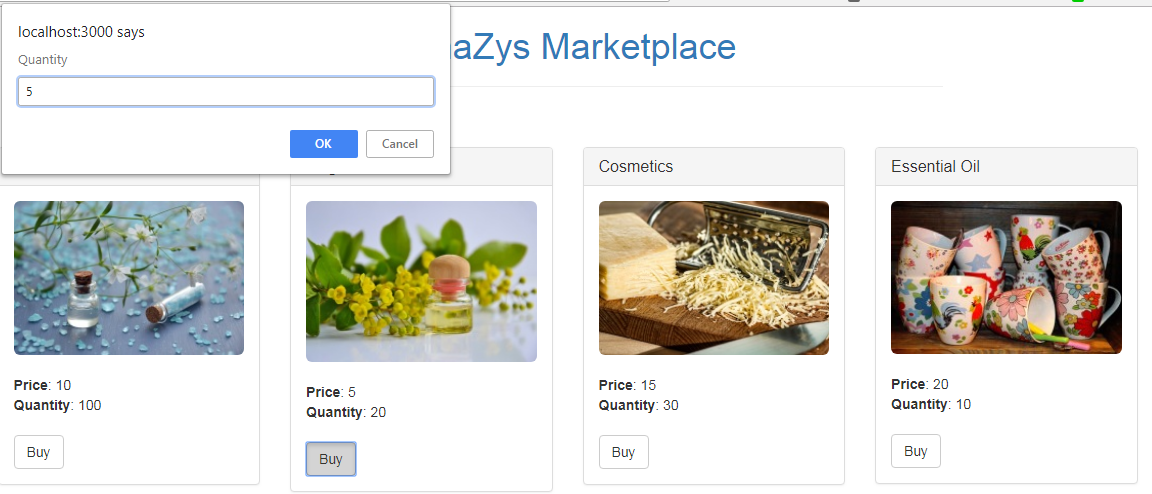 localhost:3000 says
Quantity
5
OK
Cancel
Zys Marketplace
Cosmetics
Essential Oil
Price: 10
Quantity: 100
Buy
Price: 5
Quantity: 20
Buy
Price: 15
Quantity: 30
Buy
Price: 20
Quantity: 10
Buy